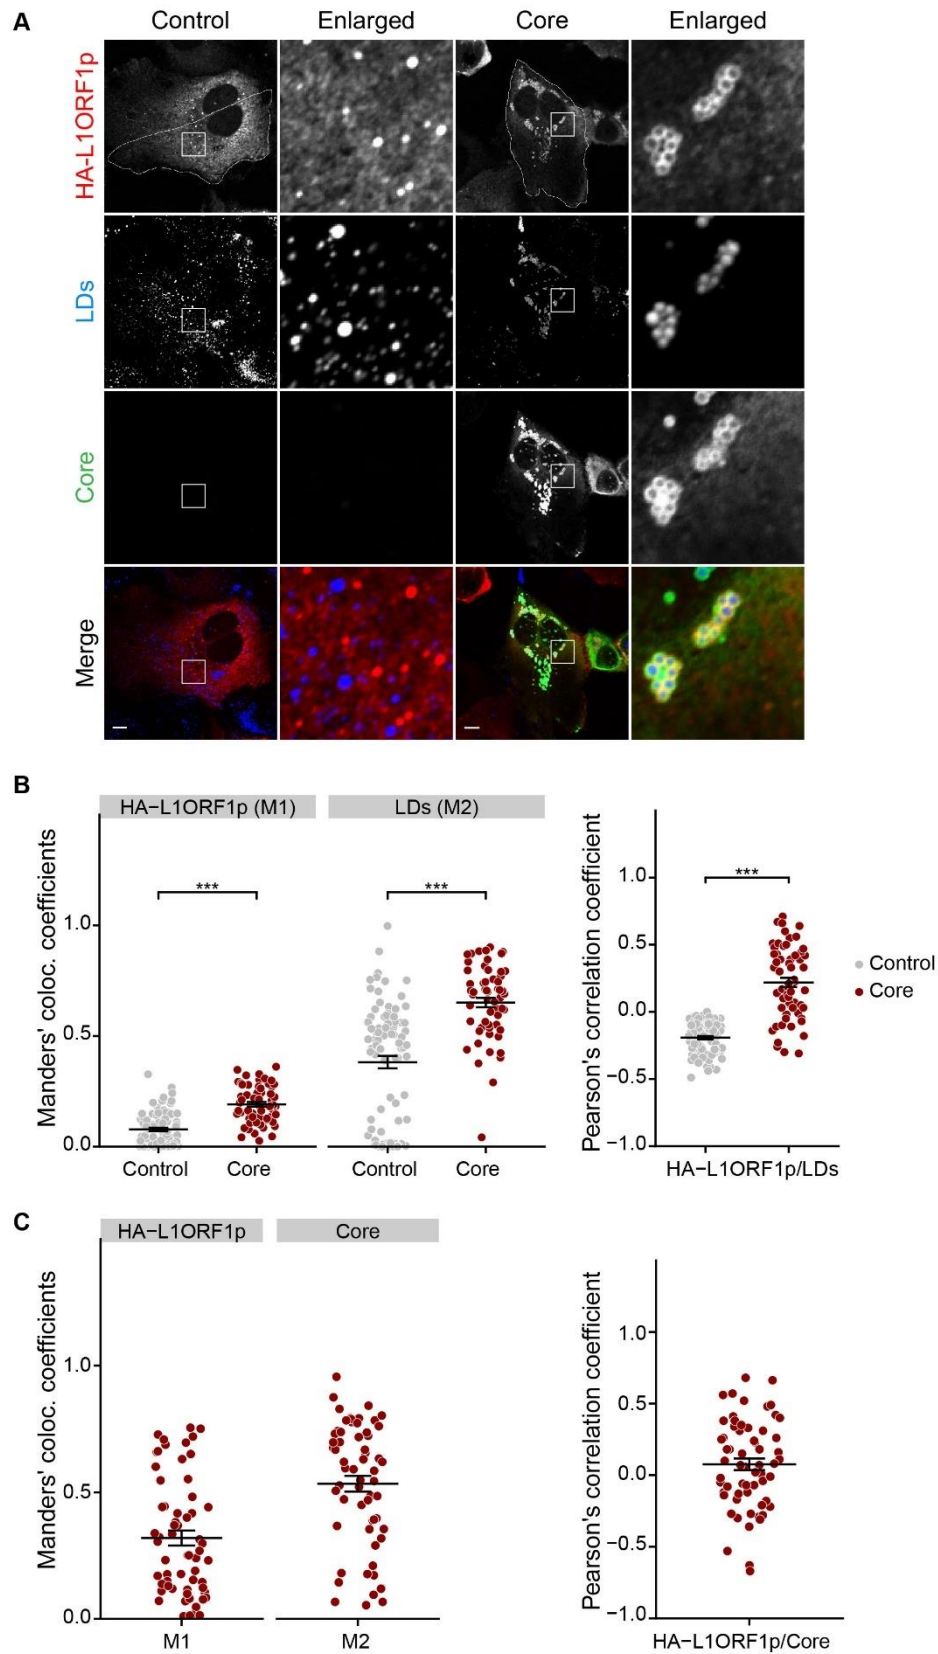 A
Control
Enlarged
Core
Enlarged
HA-L1ORF1p
LDs
Core
Merge
B
Manders' coloc. coefficients
HA−L1ORF1p (M1)
LDs (M2)
***
***
1.0
0.5
0.0
Control
Core
Control
Core
Pearson's correlation coefficient
***
1.0
0.5
0.0
−0.5
−1.0
HA−L1ORF1p/LDs
Control
Core
C
Manders' coloc. coefficients
HA−L1ORF1p
Core
1.0
0.5
0.0
M1
M2
Pearson's correlation coefficient
1.0
0.5
0.0
−0.5
−1.0
HA−L1ORF1p/Core